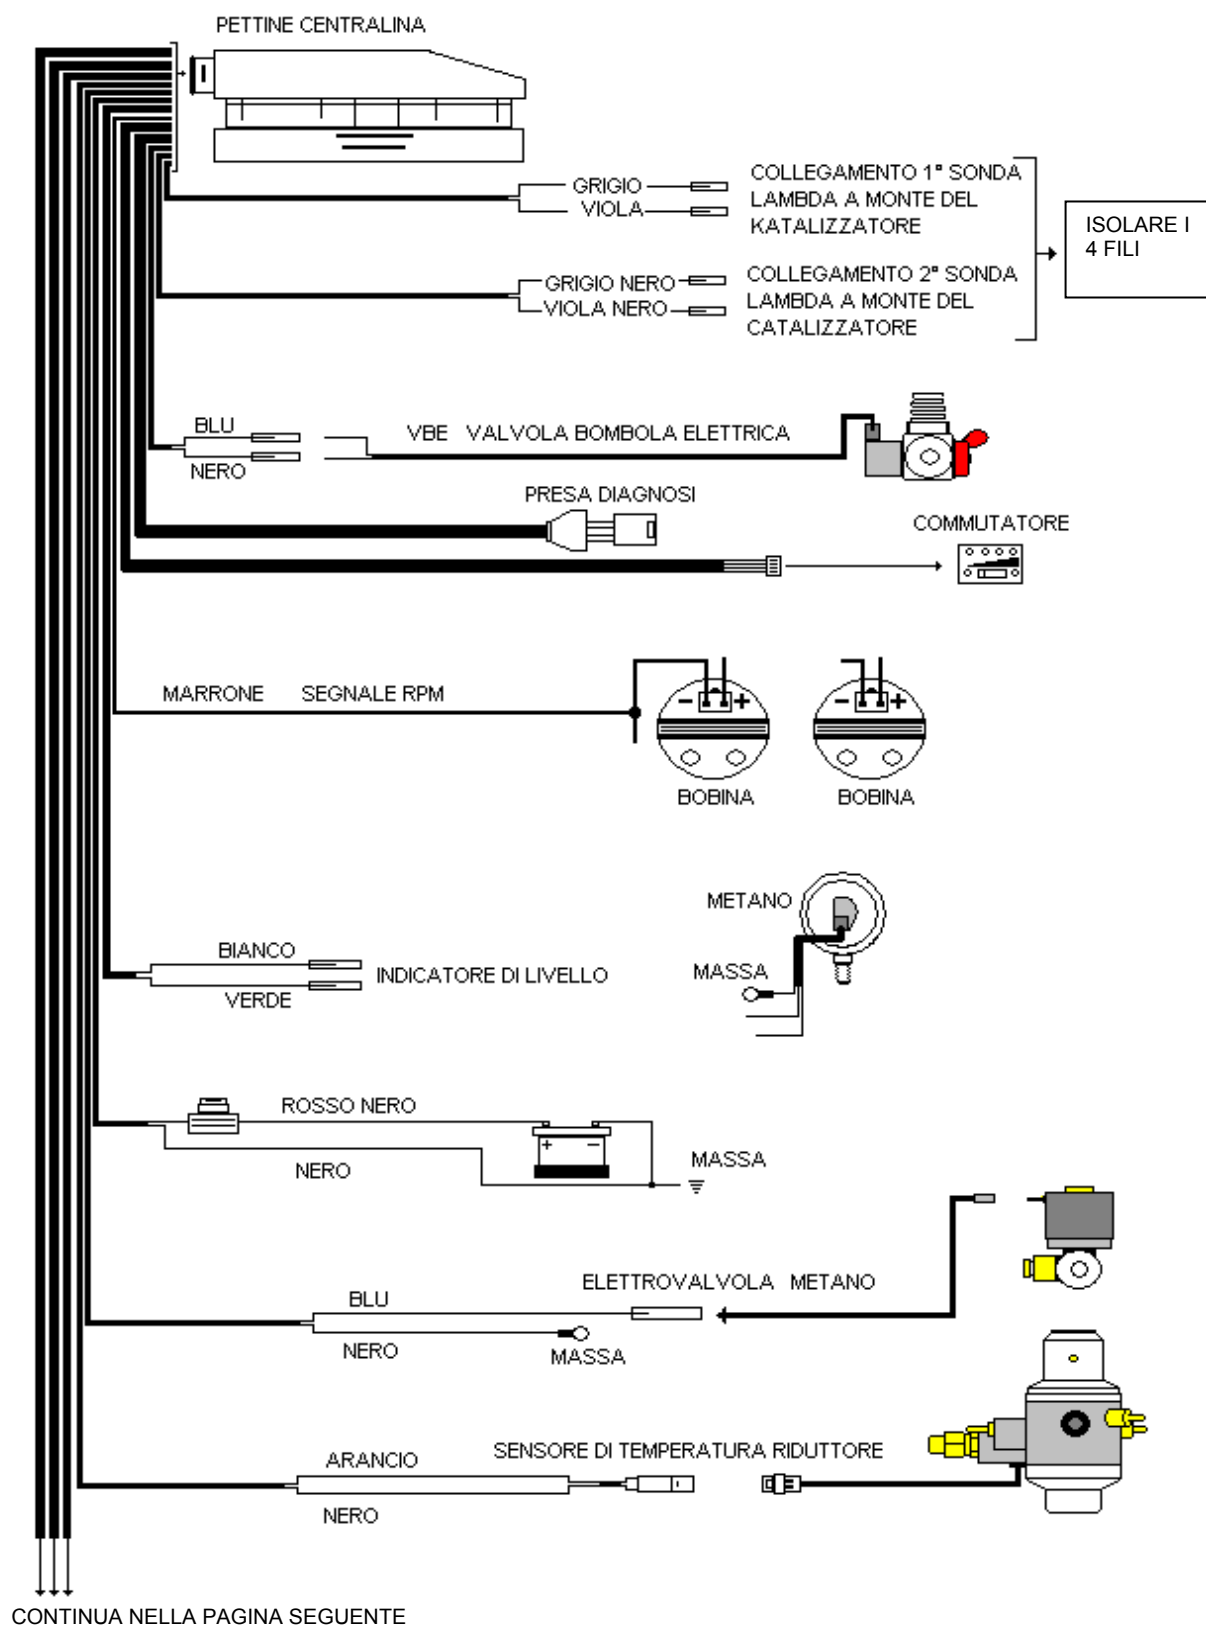 PETTINE CENTRALINA
GRIGIO
VIOLA
COLLEGAMENTO 1° SONDA
LAMBDA A MONTE DEL
KATALIZZATORE
ISOLARE I
4 FILI
GRIGIO NERO
VIOLA NERO
COLLEGAMENTO 2° SONDA
LAMBDA A MONTE DEL
CATALIZZATORE
BLU
NERO
VBE VALVOLA BOMBOLA ELETTRICA
PRESA DIAGNOSI
COMMUTATORE
MARRONE SEGNALE RPM
- +
- +
BOBINA
BOBINA
METANO
MASSA
BIANCO
VERDE
INDICATORE DI LIVELLO
ROSSO NERO
NERO
+ -
MASSA
ELETTROVALVOLA METANO
BLU
NERO
MASSA
SENSORE DI TEMPERATURA RIDUTTORE
ARANCIO
NERO
CONTINUA NELLA PAGINA SEGUENTE